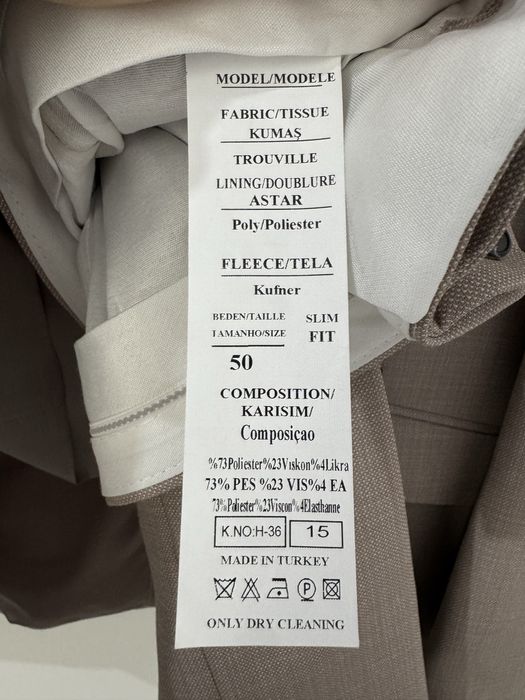 MODEL/MODELE
FABRIC/TISSUE
KUMAŞ
TROUVILLE
LINING/DOUBLURE
ASTAR
Poly/Poliester
FLEECE/TELA
Kufner
BEDEN/TAILLE SLIM
TAMANHO/SIZE FIT
50
COMPOSITION/
KARISIM/
Composiçao
%73Poliester%23Viskon%4Likra
73% PES %23 VIS%4 EA
73%Poliester%23Viscon%4Elasthanne
K.NO:H-36 15
MADE IN TURKEY
P
ONLY DRY CLEANING